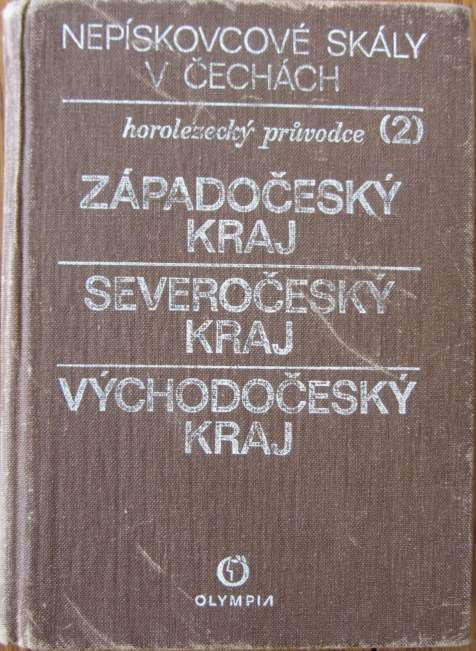 NEPÍSKOVCOVÉ SKÁLY
V ČECHÁCH
horolezecký průvodce (2)
ZÁPADOČESKÝ
KRAJ
SEVEROČESKÝ
KRAJ
VÝCHODOČESKÝ
KRAJ
OLYMPIA